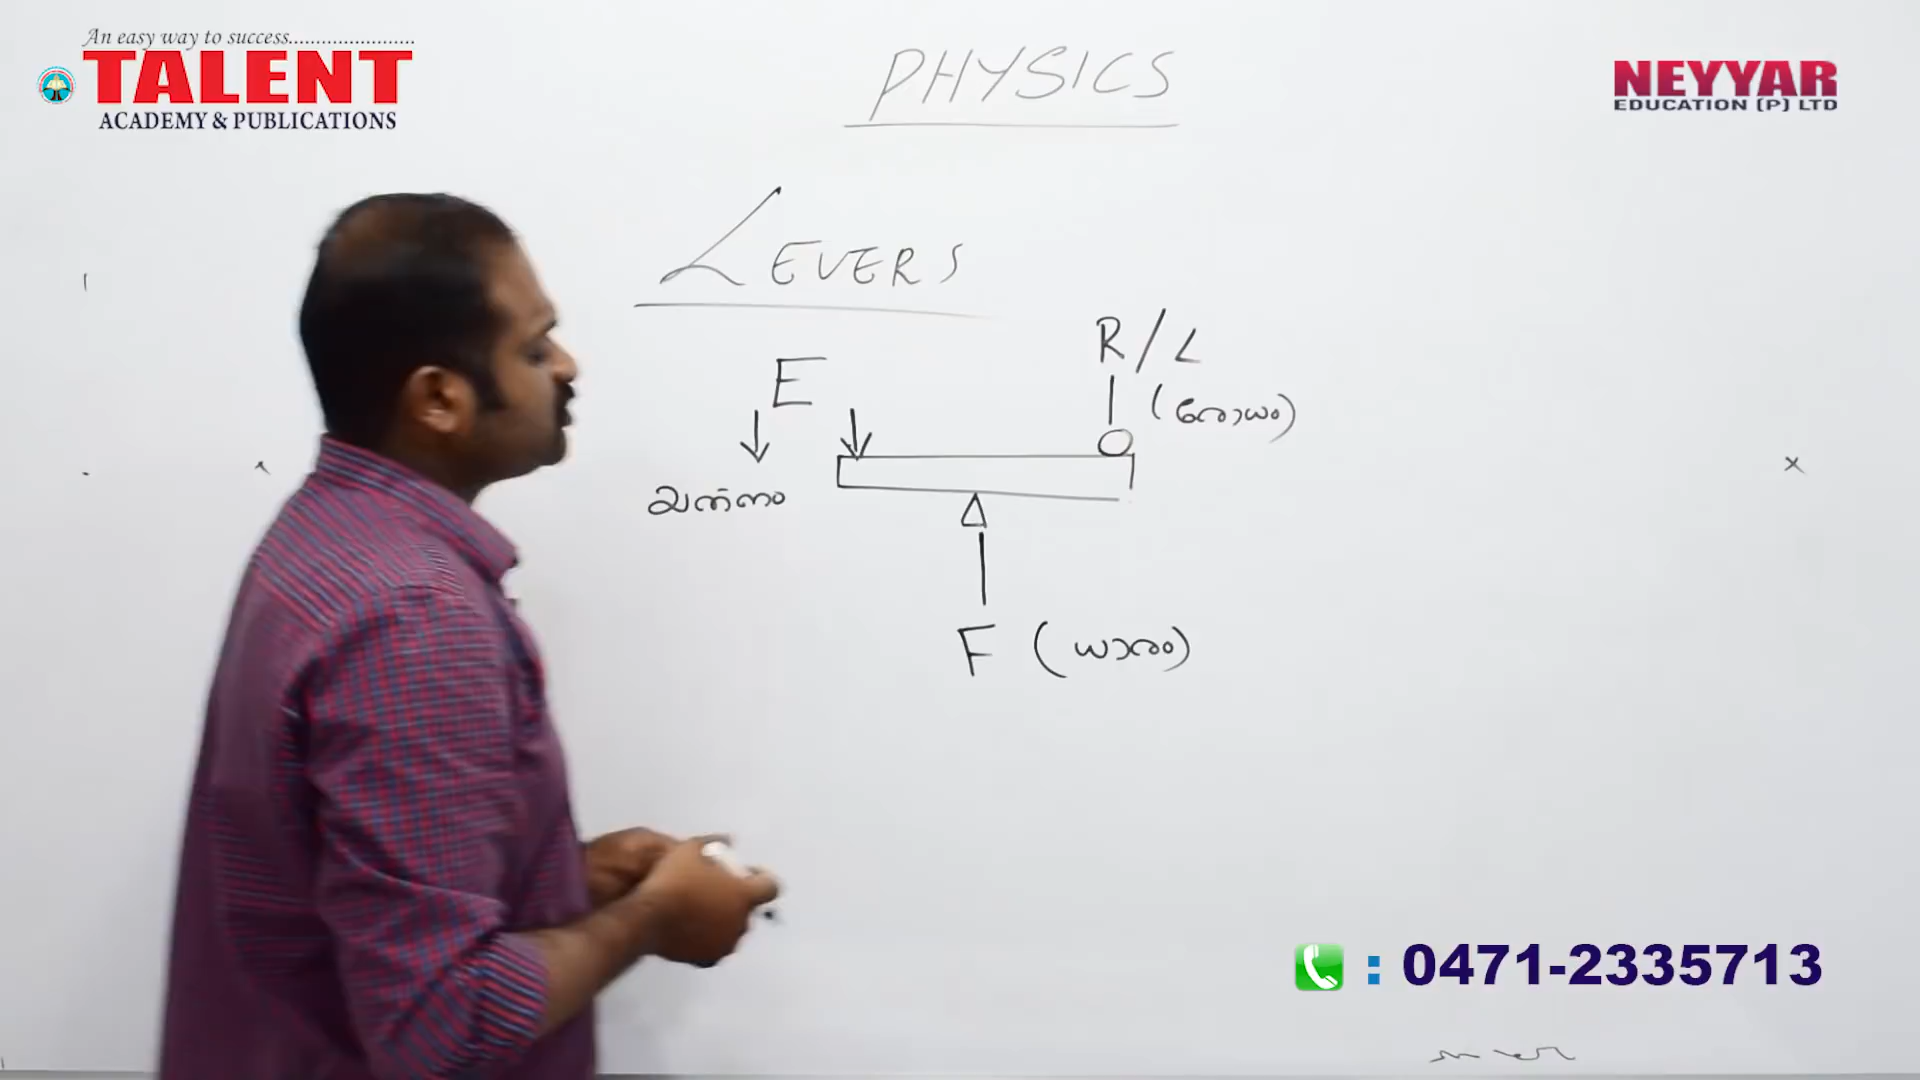 An easy way to success......................
TALENT
ACADEMY & PUBLICATIONS
NEYYAR
EDUCATION (P) LTD
PHYSICS
LEVERS
E
R/L
(രോധം)
യത്നം
F (ധാരം)
: 0471-2335713